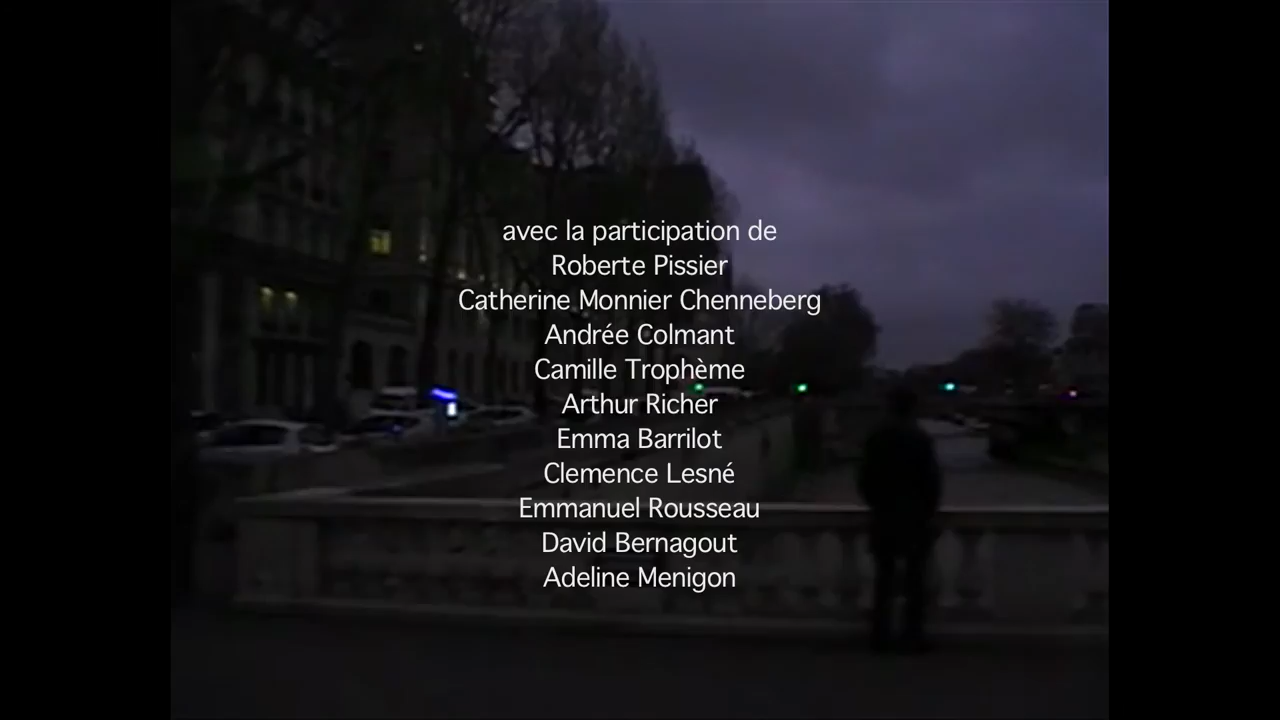 avec la participation de
Roberte Pissier
Catherine Monnier Chenneberg
Andrée Colmant
Camille Trophème
Arthur Richer
Emma Barrilot
Clemence Lesné
Emmanuel Rousseau
David Bernagout
Adeline Menigon